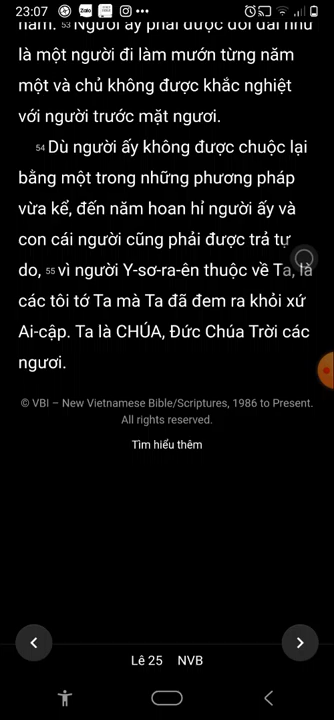 23:07
năm. 53 Người ấy phải được đối đãi như
là một người đi làm mướn từng năm
một và chủ không được khắc nghiệt
với người trước mặt ngươi.
54 Dù người ấy không được chuộc lại
bằng một trong những phương pháp
vừa kể, đến năm hoan hỉ người ấy và
con cái người cũng phải được trả tự
do, 55 vì người Y-sơ-ra-ên thuộc về Ta, là
các tôi tớ Ta mà Ta đã đem ra khỏi xứ
Ai-cập. Ta là CHÚA, Đức Chúa Trời các
ngươi.
© VBI – New Vietnamese Bible/Scriptures, 1986 to Present.
All rights reserved.
Tìm hiểu thêm
Lê 25 NVB